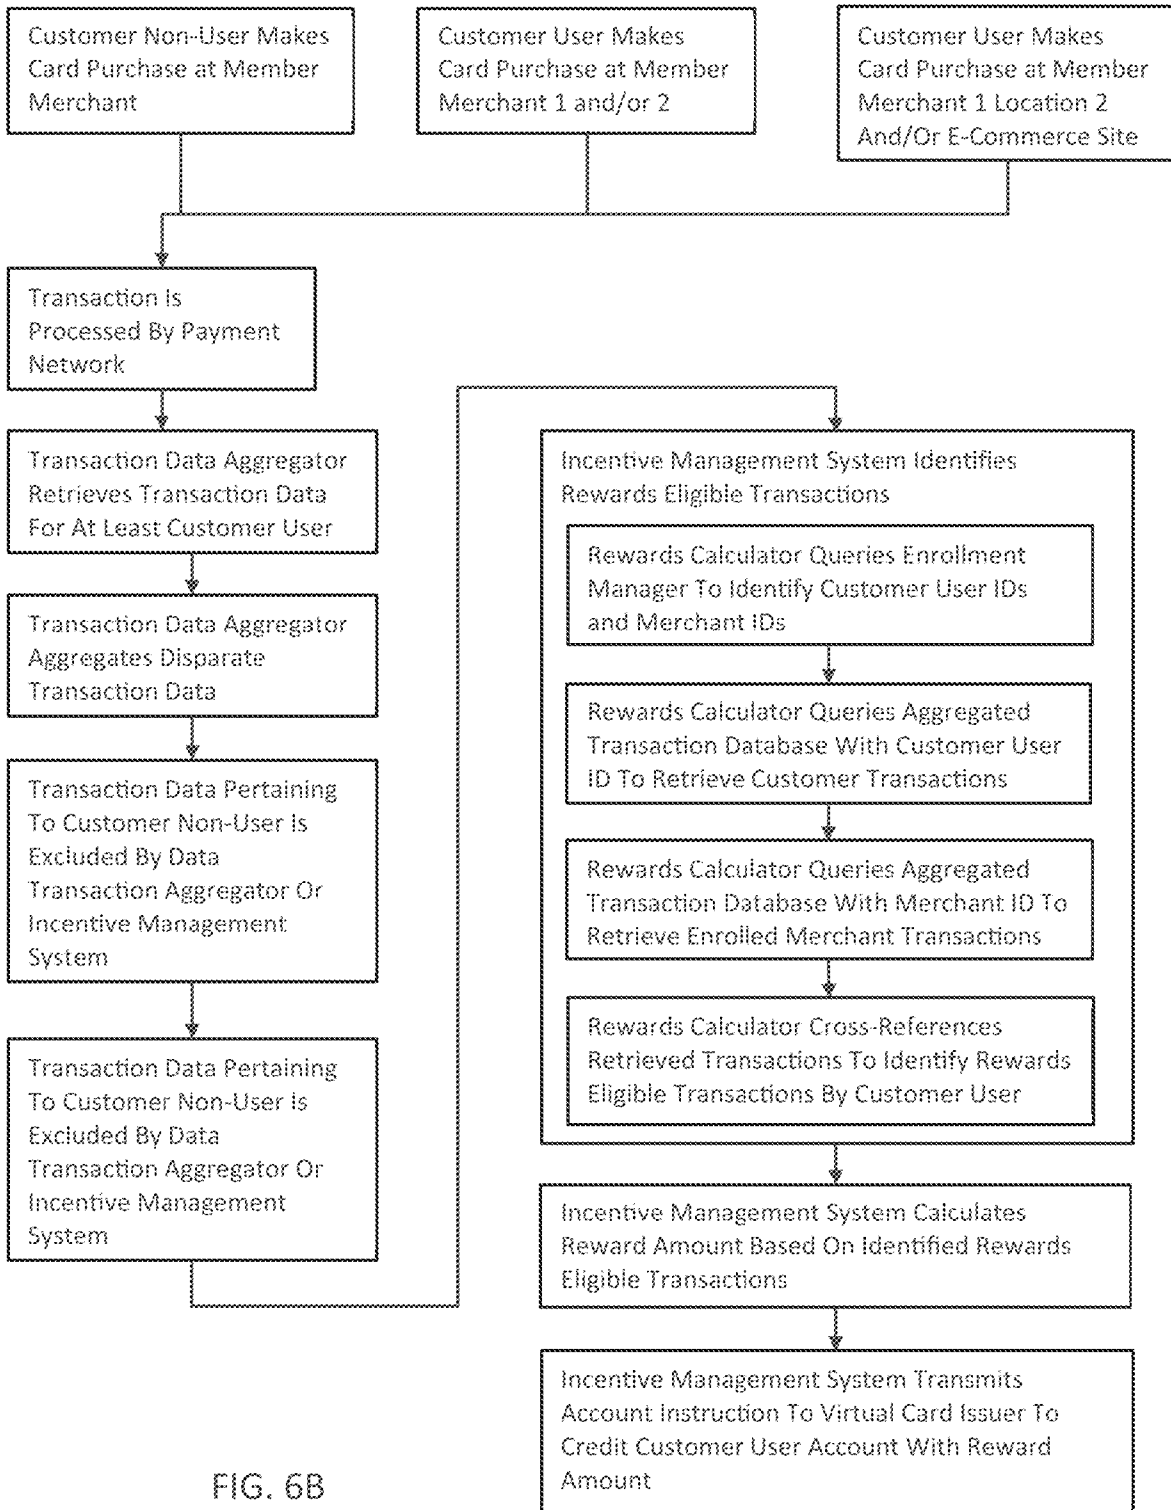 Customer Non-User Makes
Card Purchase at Member
Merchant
Customer User Makes
Card Purchase at Member
Merchant 1 and/or 2
Customer User Makes
Card Purchase at Member
Merchant 1 Location 2
And/Or E-Commerce Site
Transaction Is
Processed By Payment
Network
Transaction Data Aggregator
Retrieves Transaction Data
For At Least Customer User
Transaction Data Aggregator
Aggregates Disparate
Transaction Data
Transaction Data Pertaining
To Customer Non-User Is
Excluded By Data
Transaction Aggregator Or
Incentive Management
System
Transaction Data Pertaining
To Customer Non-User Is
Excluded By Data
Transaction Aggregator Or
Incentive Management
System
Incentive Management System Identifies
Rewards Eligible Transactions
Rewards Calculator Queries Enrollment
Manager To Identify Customer User IDs
and Merchant IDs
Rewards Calculator Queries Aggregated
Transaction Database With Customer User
ID To Retrieve Customer Transactions
Rewards Calculator Queries Aggregated
Transaction Database With Merchant ID To
Retrieve Enrolled Merchant Transactions
Rewards Calculator Cross-References
Retrieved Transactions To Identify Rewards
Eligible Transactions By Customer User
Incentive Management System Calculates
Reward Amount Based On Identified Rewards
Eligible Transactions
Incentive Management System Transmits
Account Instruction To Virtual Card Issuer To
Credit Customer User Account With Reward
Amount
FIG. 6B